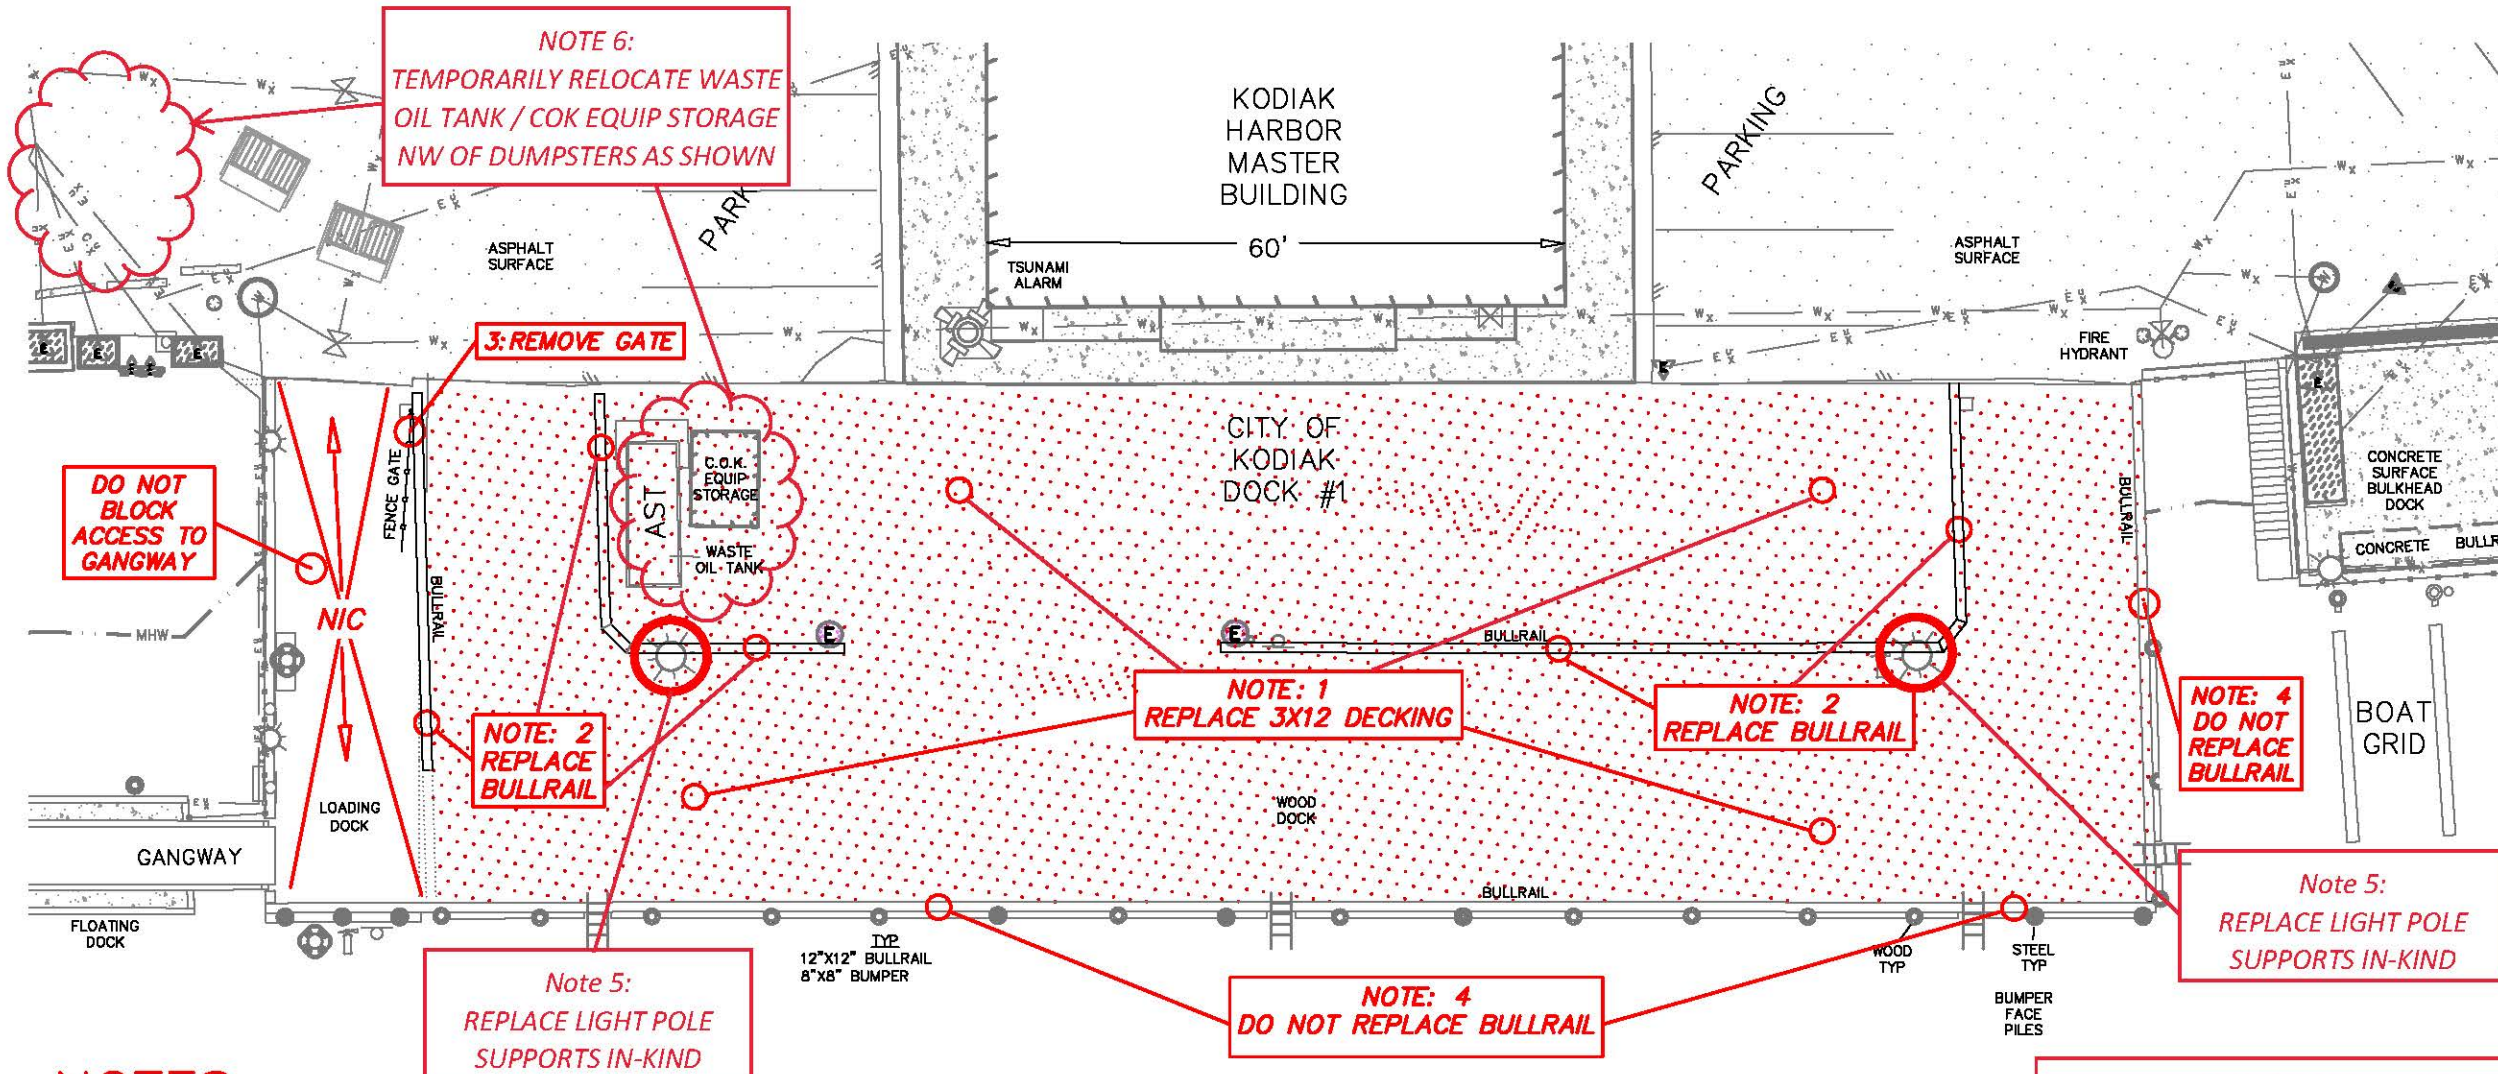 NOTE 6:
TEMPORARILY RELOCATE WASTE
OIL TANK / COK EQUIP STORAGE
NW OF DUMPSTERS AS SHOWN
KODIAK
HARBOR
MASTER
BUILDING
60'
PARKING
PARK
ASPHALT
SURFACE
TSUNAMI
ALARM
ASPHALT
SURFACE
FIRE
HYDRANT
3: REMOVE GATE
DO NOT
BLOCK
ACCESS TO
GANGWAY
FENCE GATE
NIC
MHW
BULLRAIL
AST
C.O.K.
EQUIP
STORAGE
WASTE
OIL TANK
CITY OF
KODIAK
DOCK #1
BULLRAIL
CONCRETE
SURFACE
BULKHEAD
DOCK
CONCRETE BULLR
E
E
E
E
E
E
BULLRAIL
NOTE: 1
REPLACE 3X12 DECKING
NOTE: 2
REPLACE
BULLRAIL
NOTE: 2
REPLACE BULLRAIL
NOTE: 4
DO NOT
REPLACE
BULLRAIL
BOAT
GRID
LOADING
DOCK
WOOD
DOCK
GANGWAY
FLOATING
DOCK
BULLRAIL
TYP
12"X12" BULLRAIL
8"X8" BUMPER
WOOD
TYP
STEEL
TYP
BUMPER
FACE
PILES
Note 5:
REPLACE LIGHT POLE
SUPPORTS IN-KIND
NOTE: 4
DO NOT REPLACE BULLRAIL
Note 5:
REPLACE LIGHT POLE
SUPPORTS IN-KIND